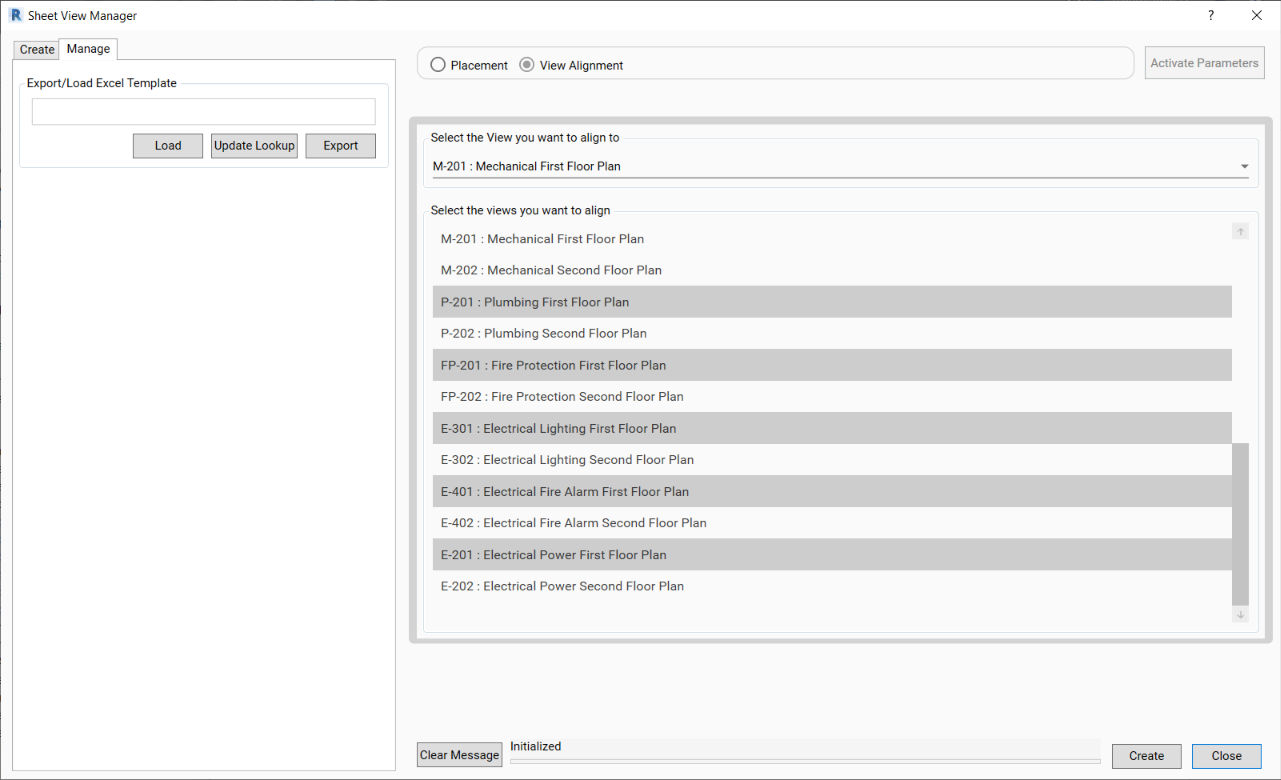 R Sheet View Manager ?
Create Manage
Export/Load Excel Template
Load Update Lookup Export
Placement View Alignment Activate Parameters
Select the View you want to align to
M-201 : Mechanical First Floor Plan
Select the views you want to align
M-201 : Mechanical First Floor Plan
M-202 : Mechanical Second Floor Plan
P-201 : Plumbing First Floor Plan
P-202 : Plumbing Second Floor Plan
FP-201 : Fire Protection First Floor Plan
FP-202 : Fire Protection Second Floor Plan
E-301 : Electrical Lighting First Floor Plan
E-302 : Electrical Lighting Second Floor Plan
E-401 : Electrical Fire Alarm First Floor Plan
E-402 : Electrical Fire Alarm Second Floor Plan
E-201 : Electrical Power First Floor Plan
E-202 : Electrical Power Second Floor Plan
Clear Message Initialized Create Close